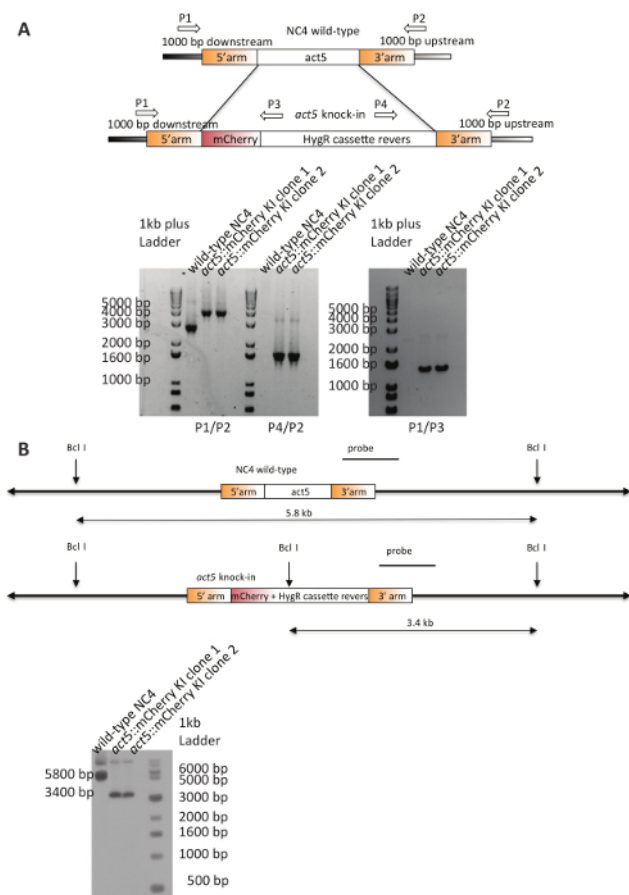 A
P1
NC4 wild-type
P2
1000 bp downstream
1000 bp upstream
5'arm
act5
3'arm
P1
P3
act5 knock-in
P4
P2
1000 bp downstream
1000 bp upstream
5'arm
mCherry
HygR cassette revers
3'arm
1kb plus
Ladder
wild-type NC4
act5::mCherry KI clone 1
act5::mCherry KI clone 2
wild-type NC4
act5::mCherry KI clone 1
act5::mCherry KI clone 2
5000 bp
4000 bp
3000 bp
2000 bp
1600 bp
1000 bp
P1/P2
P4/P2
1kb plus
Ladder
wild-type NC4
act5::mCherry KI clone 1
act5::mCherry KI clone 2
5000 bp
4000 bp
3000 bp
2000 bp
1600 bp
1000 bp
P1/P3
B
Bcl I
probe
Bcl I
NC4 wild-type
5'arm
act5
3'arm
5.8 kb
Bcl I
Bcl I
probe
Bcl I
act5 knock-in
5' arm
mCherry + HygR cassette revers
3' arm
3.4 kb
wild-type NC4
act5::mCherry KI clone 1
act5::mCherry KI clone 2
1kb
Ladder
5800 bp
3400 bp
6000 bp
5000 bp
4000 bp
3000 bp
2000 bp
1600 bp
1000 bp
500 bp